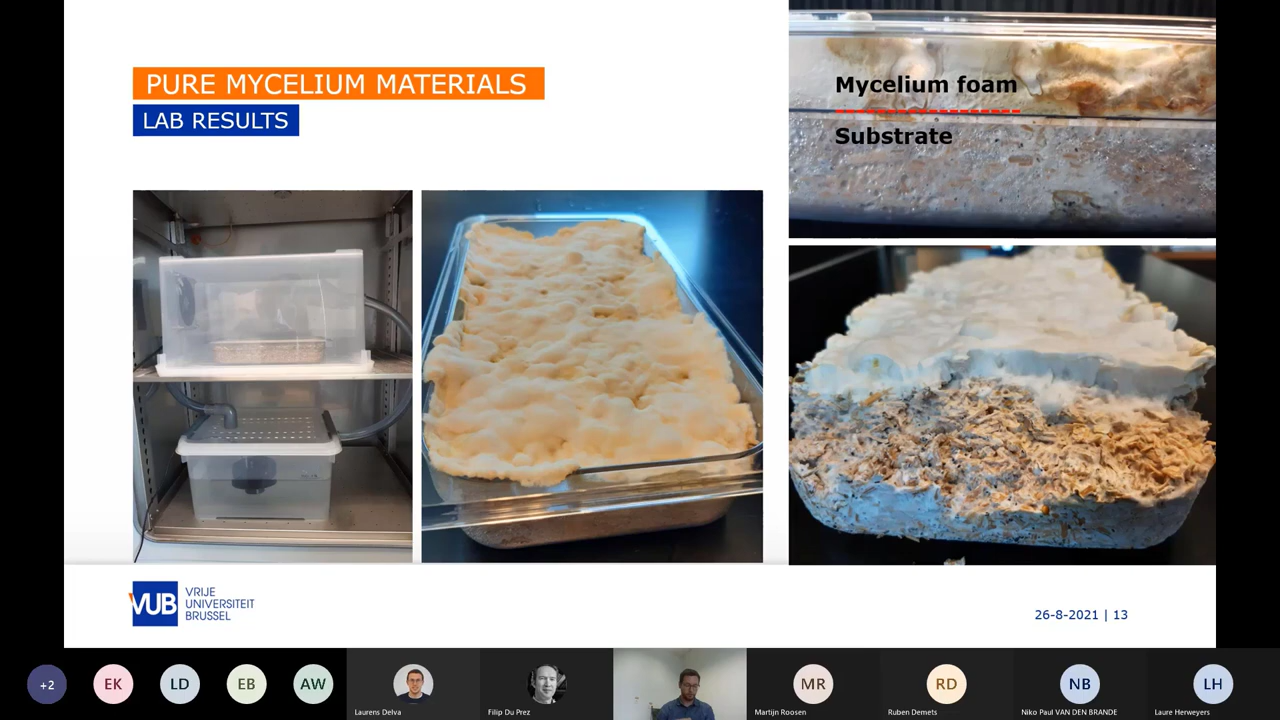 PURE MYCELIUM MATERIALS
LAB RESULTS
Mycelium foam
Substrate
VUB
VRIJE
UNIVERSITEIT
BRUSSEL
26-8-2021 | 13
+2
EK
LD
EB
AW
Laurens Delva
Filip Du Prez
MR
Martijn Roosen
RD
Ruben Demets
NB
Niko Paul VAN DEN BRANDE
LH
Laure Herweyers